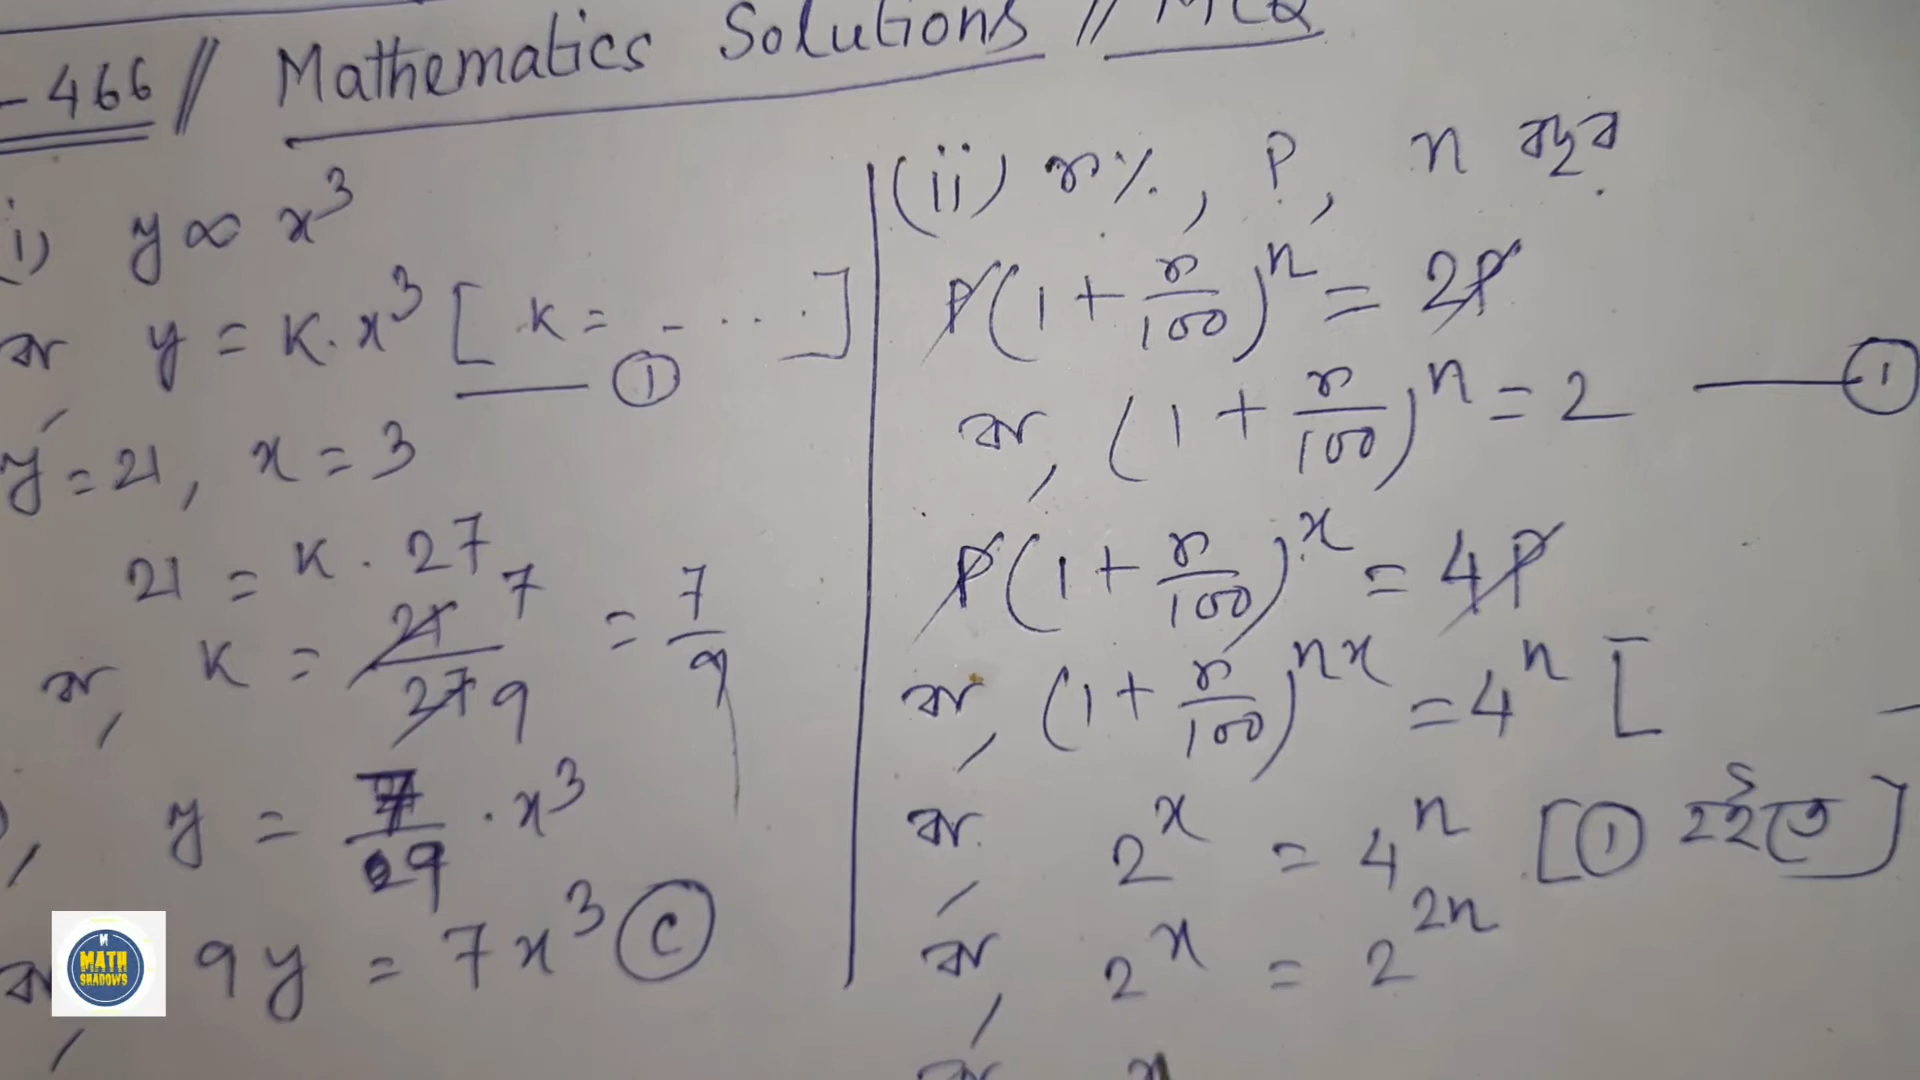 -466 // Mathematics Solutions // MCQ
(i) y ∝ x³
বা, y = K.x³ [ K = - .... ] —— ①
y = 21, x = 3
21 = K . 27
বা, K = 21 7 / 27 9 = 7/9
, y = 7/9 . x³
বা, 9y = 7x³ (C)
(ii) r%, P, n বছর
P(1 + r/100)ⁿ = 2P
বা, (1 + r/100)ⁿ = 2 —— ①
P(1 + r/100)ˣ = 4P
বা, (1 + r/100)ⁿˣ = 4ⁿ [ -
বা, 2ˣ = 4ⁿ [① হইতে]
বা, 2ˣ = 2²ⁿ
বা x
MATH
SHADOWS